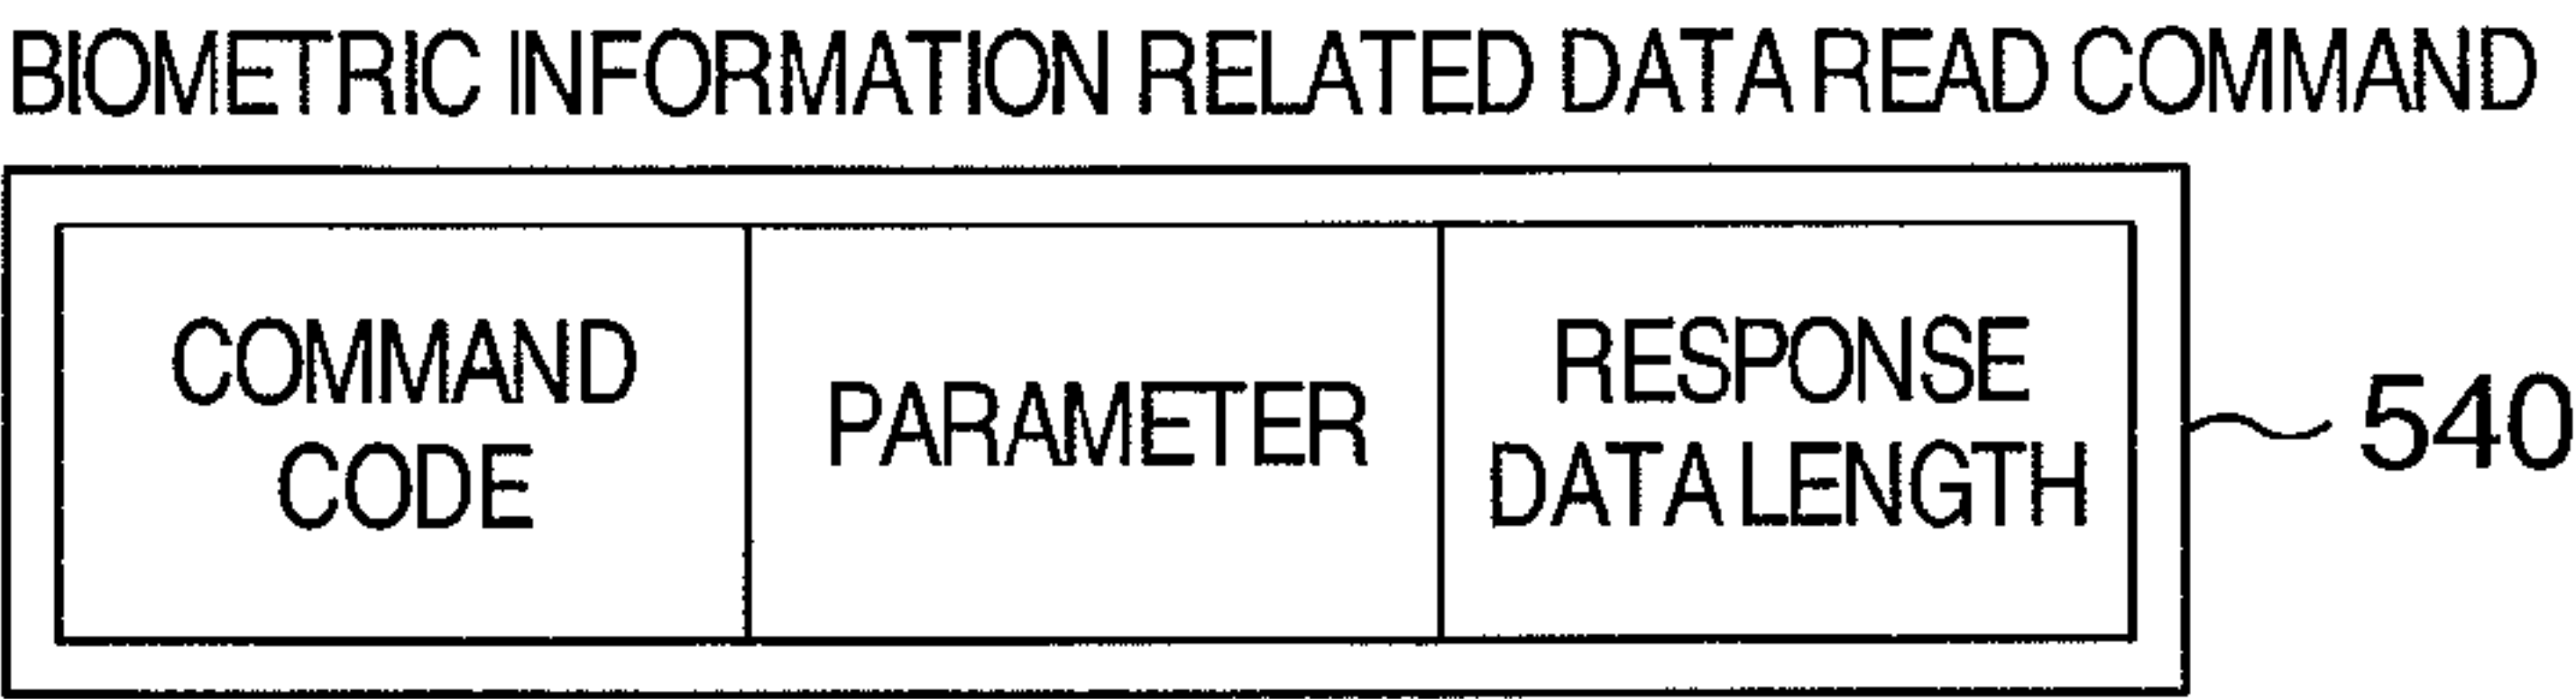 BIOMETRIC INFORMATION RELATED DATA READ COMMAND
COMMAND
CODE
PARAMETER
RESPONSE
DATA LENGTH
540